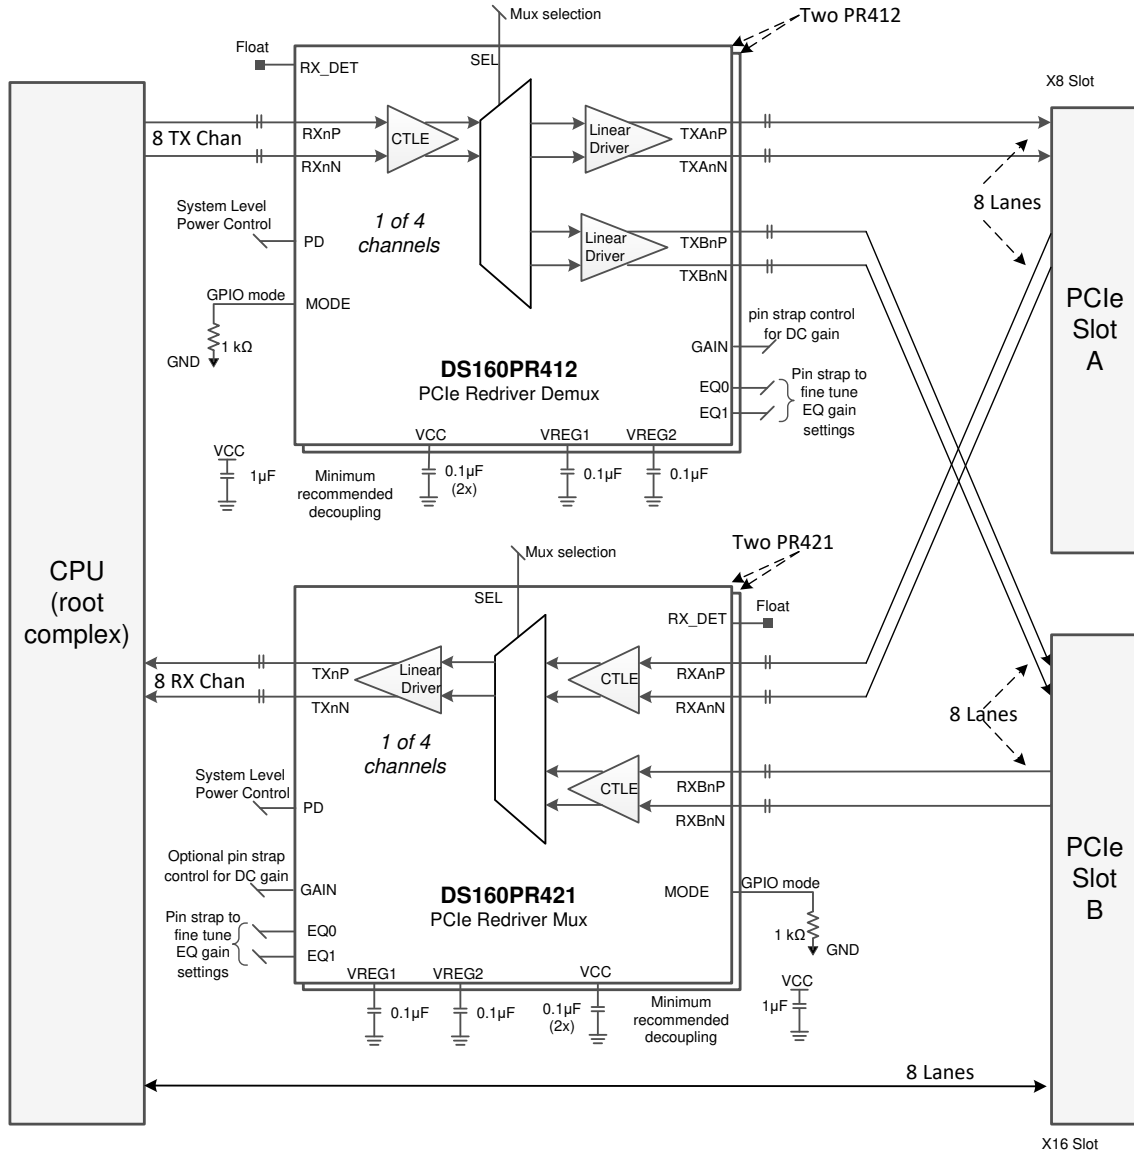 Mux selection
Two PR412
Float
SEL
RX_DET
X8 Slot
8 TX Chan
RXnP
CTLE
Linear
Driver
TXAnP
RXnN
TXAnN
8 Lanes
System Level
Power Control
1 of 4
channels
PD
Linear
Driver
TXBnP
TXBnN
GPIO mode
MODE
1 kΩ
GND
pin strap control
for DC gain
GAIN
PCIe
Slot
A
DS160PR412
PCIe Redriver Demux
EQ0
EQ1
Pin strap to
fine tune
EQ gain
settings
VCC
VREG1
VREG2
VCC
1µF
Minimum
recommended
decoupling
0.1µF
(2x)
0.1µF
0.1µF
CPU
(root
complex)
Mux selection
Two PR421
SEL
Float
RX_DET
8 RX Chan
TXnP
Linear
Driver
CTLE
RXAnP
TXnN
RXAnN
8 Lanes
1 of 4
channels
System Level
Power Control
PD
CTLE
RXBnP
RXBnN
Optional pin strap
control for DC gain
GAIN
DS160PR421
PCIe Redriver Mux
MODE
GPIO mode
1 kΩ
GND
PCIe
Slot
B
Pin strap to
fine tune
EQ gain
settings
EQ0
EQ1
VREG1
VREG2
VCC
0.1µF
0.1µF
0.1µF
(2x)
Minimum
recommended
decoupling
VCC
1µF
8 Lanes
X16 Slot